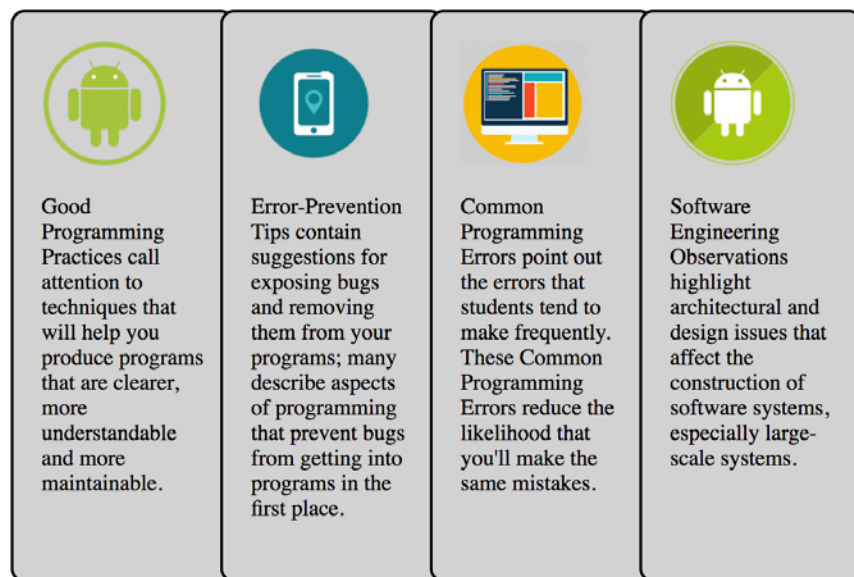 Good
Programming
Practices call
attention to
techniques that
will help you
produce programs
that are clearer,
more
understandable
and more
maintainable.
Error-Prevention
Tips contain
suggestions for
exposing bugs
and removing
them from your
programs; many
describe aspects
of programming
that prevent bugs
from getting into
programs in the
first place.
Common
Programming
Errors point out
the errors that
students tend to
make frequently.
These Common
Programming
Errors reduce the
likelihood that
you'll make the
same mistakes.
Software
Engineering
Observations
highlight
architectural and
design issues that
affect the
construction of
software systems,
especially large-
scale systems.